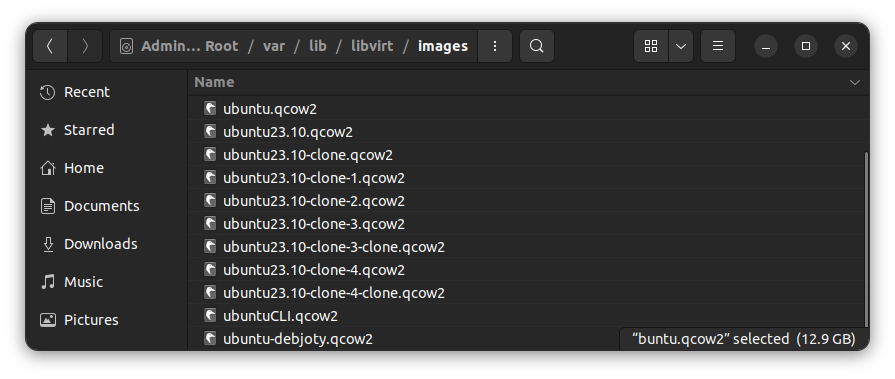 Admin… Root / var / lib / libvirt / images
Name
Recent
Starred
Home
Documents
Downloads
Music
Pictures
ubuntu.qcow2
ubuntu23.10.qcow2
ubuntu23.10-clone.qcow2
ubuntu23.10-clone-1.qcow2
ubuntu23.10-clone-2.qcow2
ubuntu23.10-clone-3.qcow2
ubuntu23.10-clone-3-clone.qcow2
ubuntu23.10-clone-4.qcow2
ubuntu23.10-clone-4-clone.qcow2
ubuntuCLI.qcow2
ubuntu-debjoty.qcow2
“buntu.qcow2” selected (12.9 GB)